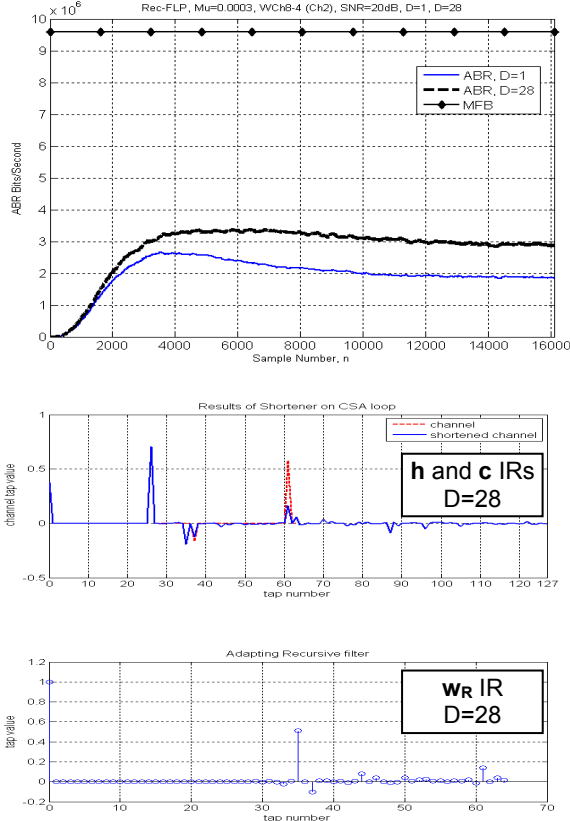 Rec-FLP, Mu=0.0003, WCh8-4 (Ch2), SNR=20dB, D=1, D=28
x 10^6
10
9
8
7
6
5
4
3
2
1
0
ABR Bits/Second
ABR, D=1
ABR, D=28
MFB
0 2000 4000 6000 8000 10000 12000 14000 16000
Sample Number, n
Results of Shortener on CSA loop
1
0.5
0
-0.5
channel tap value
channel
shortened channel
h and c IRs
D=28
0 10 20 30 40 50 60 70 80 90 100 110 120 127
tap number
Adapting Recursive filter
1.2
1
0.8
0.6
0.4
0.2
0
-0.2
tap value
wR IR
D=28
0 10 20 30 40 50 60 70
tap number